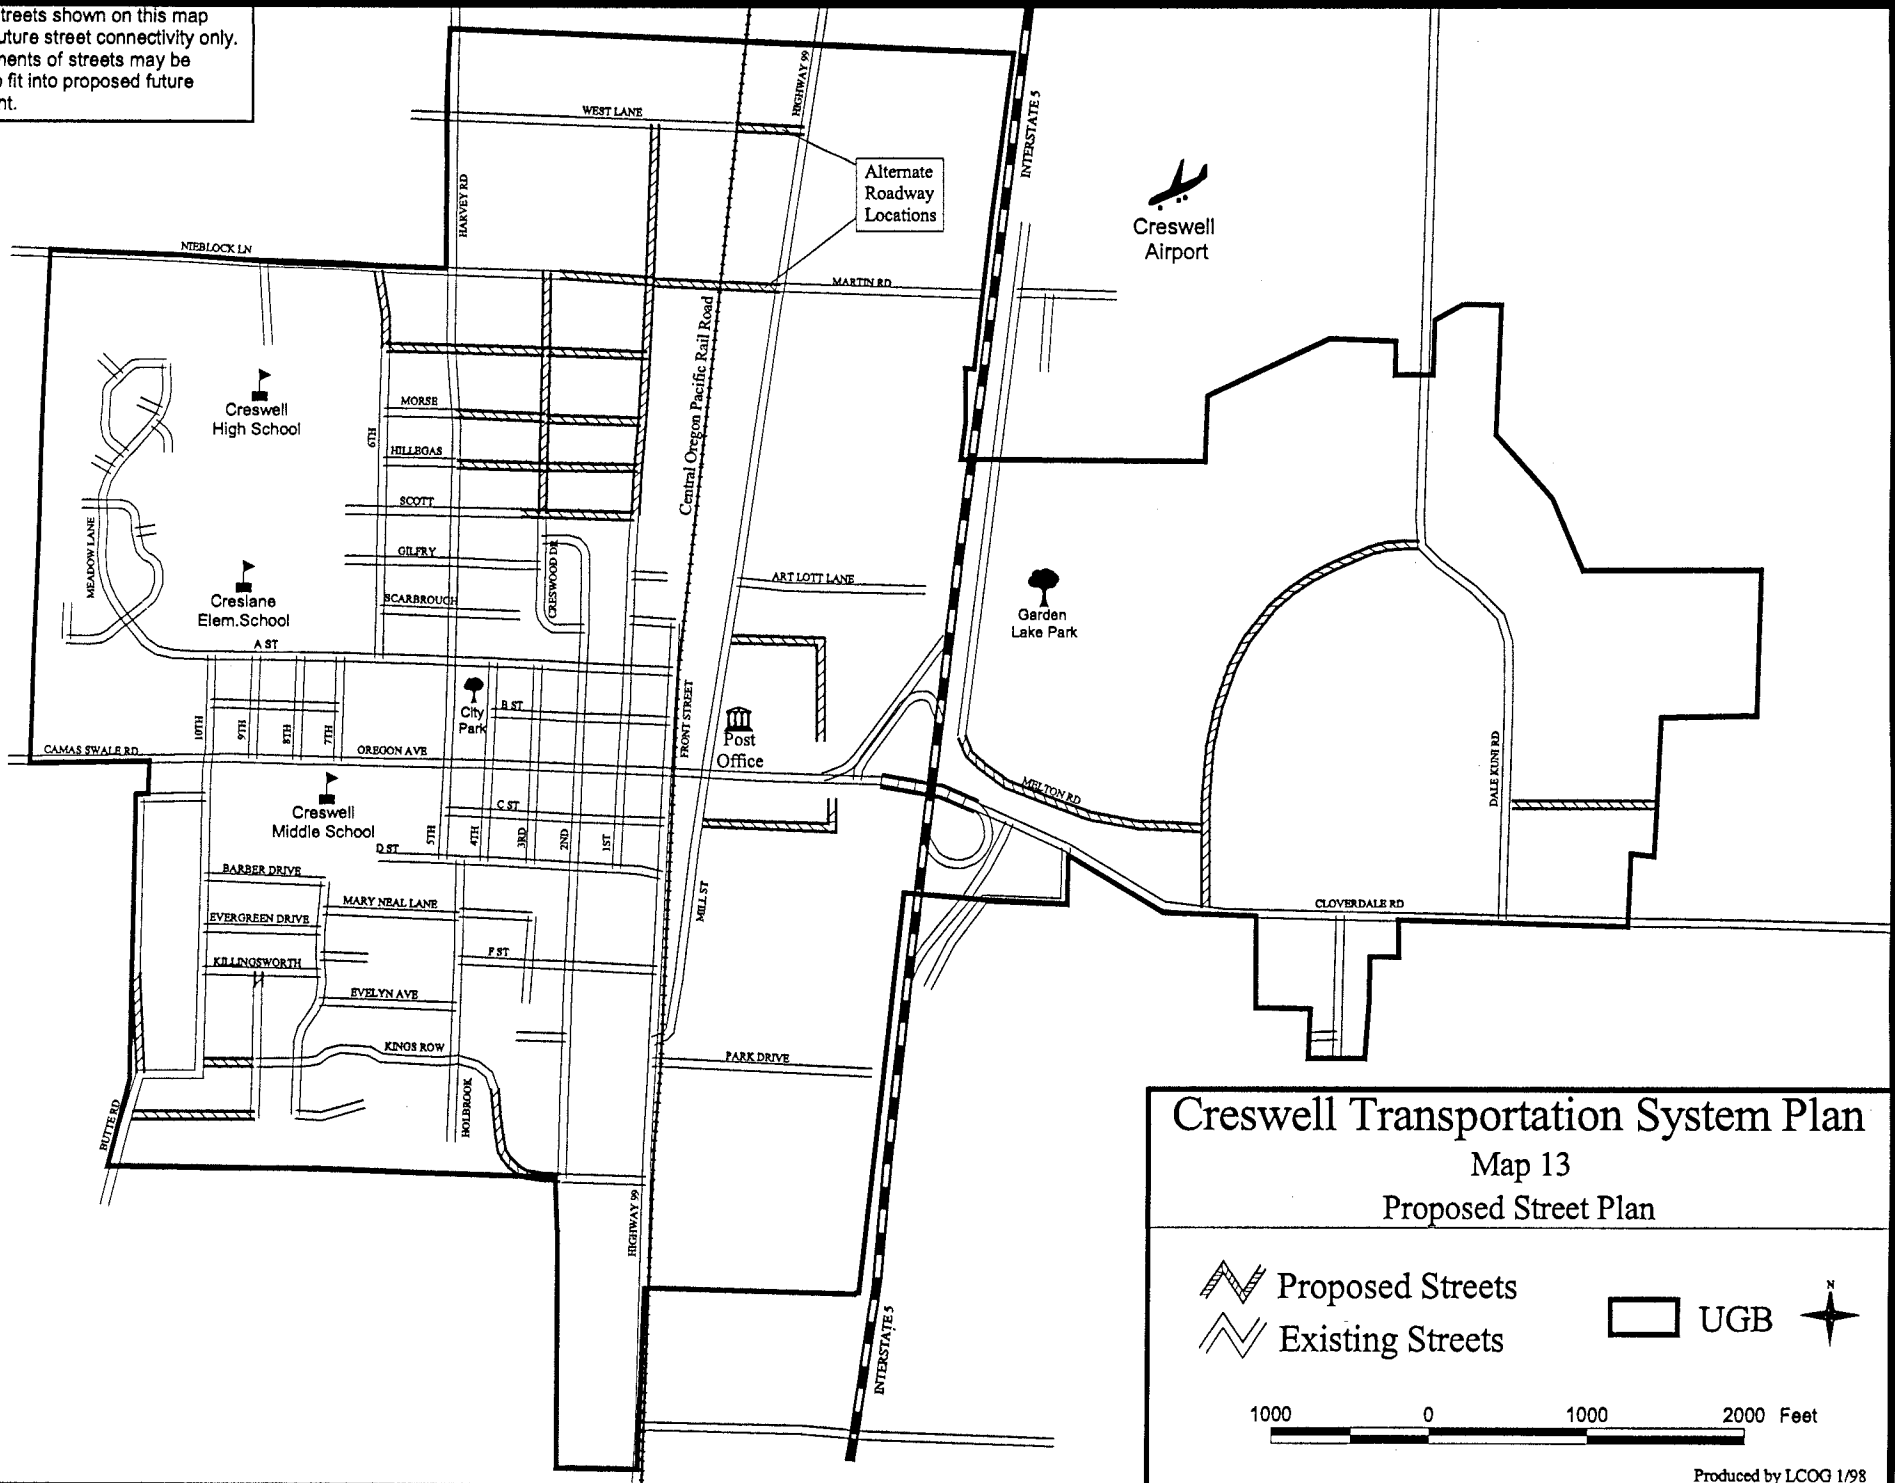 treets shown on this map
uture street connectivity only.
nents of streets may be
fit into proposed future
nt.
WEST LANE
HIGHWAY 99
INTERSTATE 5
Alternate
Roadway
Locations
HARVEY RD
Creswell
Airport
NIEBLOCK LN
MARTIN RD
Central Oregon Pacific Rail Road
Creswell
High School
MORSE
6TH
HILLEGAS
SCOTT
MEADOW LANE
GILFRY
CRESWOOD DR
ART LOTT LANE
Creslane
Elem.School
SCARBROUGH
Garden
Lake Park
A ST
10TH
9TH
8TH
7TH
City
Park
B ST
FRONT STREET
Post
Office
CAMAS SWALE RD
OREGON AVE
MELTON RD
DALE KUNI RD
Creswell
Middle School
C ST
5TH
4TH
3RD
2ND
1ST
D ST
BARBER DRIVE
MARY NEAL LANE
MILL ST
CLOVERDALE RD
EVERGREEN DRIVE
F ST
KILLINGSWORTH
EVELYN AVE
KINGS ROW
PARK DRIVE
BUTTE RD
HOLBROOK
HIGHWAY 99
INTERSTATE 5
Creswell Transportation System Plan
Map 13
Proposed Street Plan
Proposed Streets
Existing Streets
UGB
N
1000 0 1000 2000 Feet
Produced by LCOG 1/98